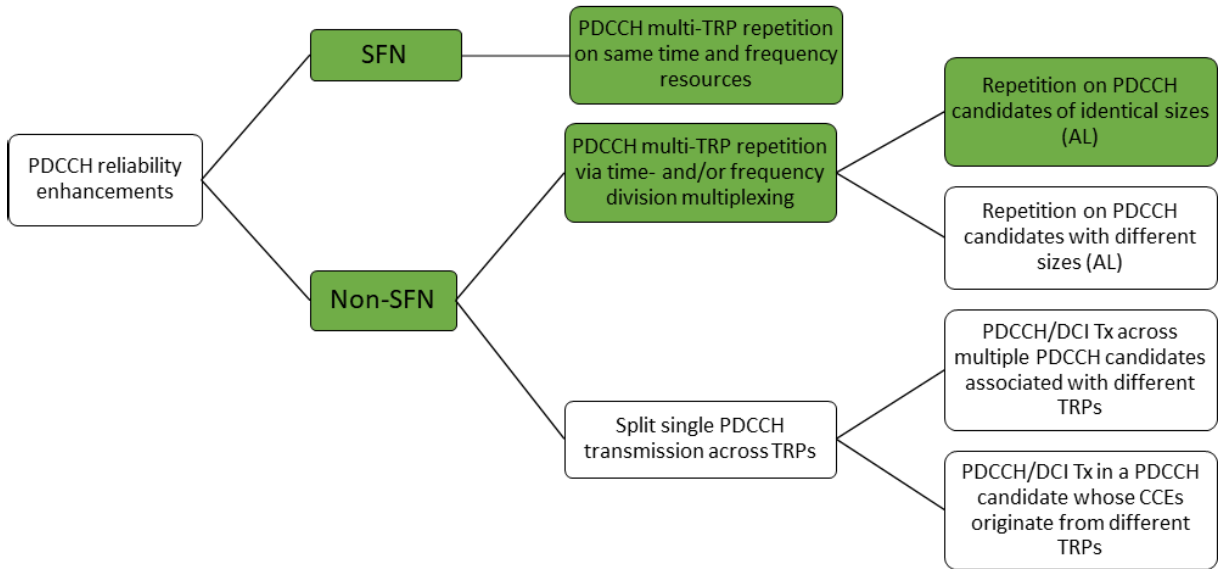 PDCCH reliability
enhancements
SFN
PDCCH multi-TRP repetition
on same time and frequency
resources
Non-SFN
PDCCH multi-TRP repetition
via time- and/or frequency
division multiplexing
Repetition on PDCCH
candidates of identical sizes
(AL)
Repetition on PDCCH
candidates with different
sizes (AL)
Split single PDCCH
transmission across TRPs
PDCCH/DCI Tx across
multiple PDCCH candidates
associated with different
TRPs
PDCCH/DCI Tx in a PDCCH
candidate whose CCEs
originate from different
TRPs